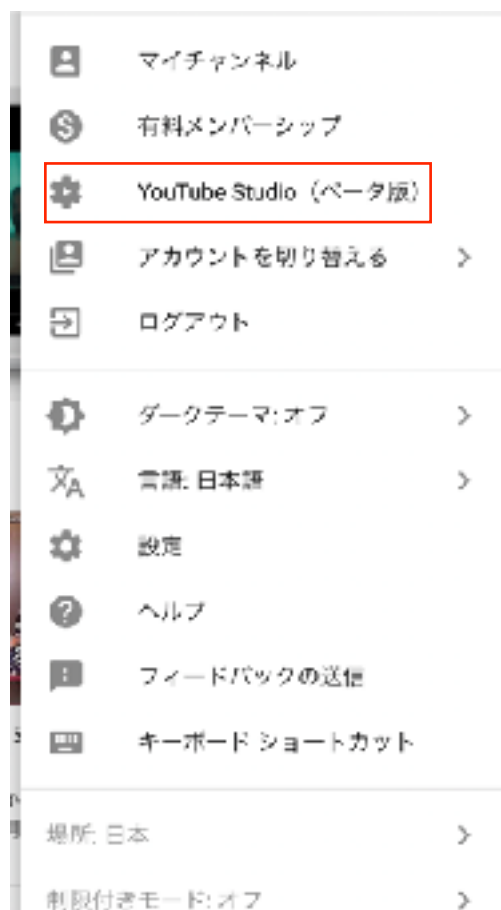 マイチャンネル
有料メンバーシップ
YouTube Studio（ベータ版）
アカウントを切り替える
ログアウト
ダークテーマ: オフ
言語: 日本語
設定
ヘルプ
フィードバックの送信
キーボード ショートカット
場所: 日本
制限付きモード: オフ